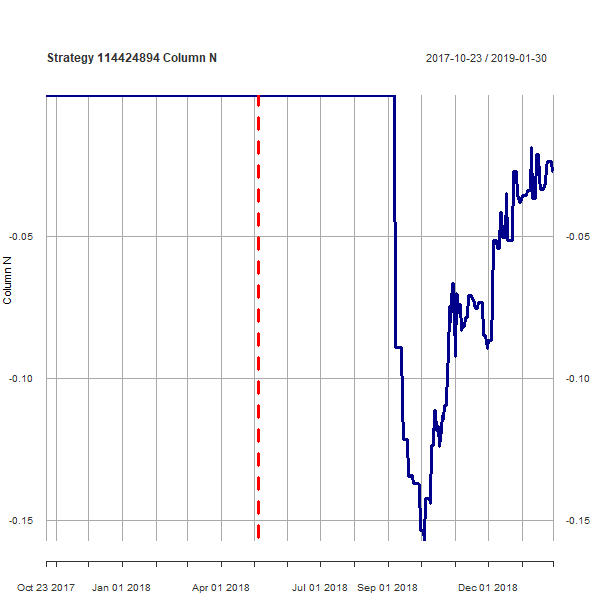 Strategy 114424894 Column N
2017-10-23 / 2019-01-30
Column N
-0.05
-0.05
-0.10
-0.10
-0.15
-0.15
Oct 23 2017
Jan 01 2018
Apr 01 2018
Jul 01 2018
Sep 01 2018
Dec 01 2018